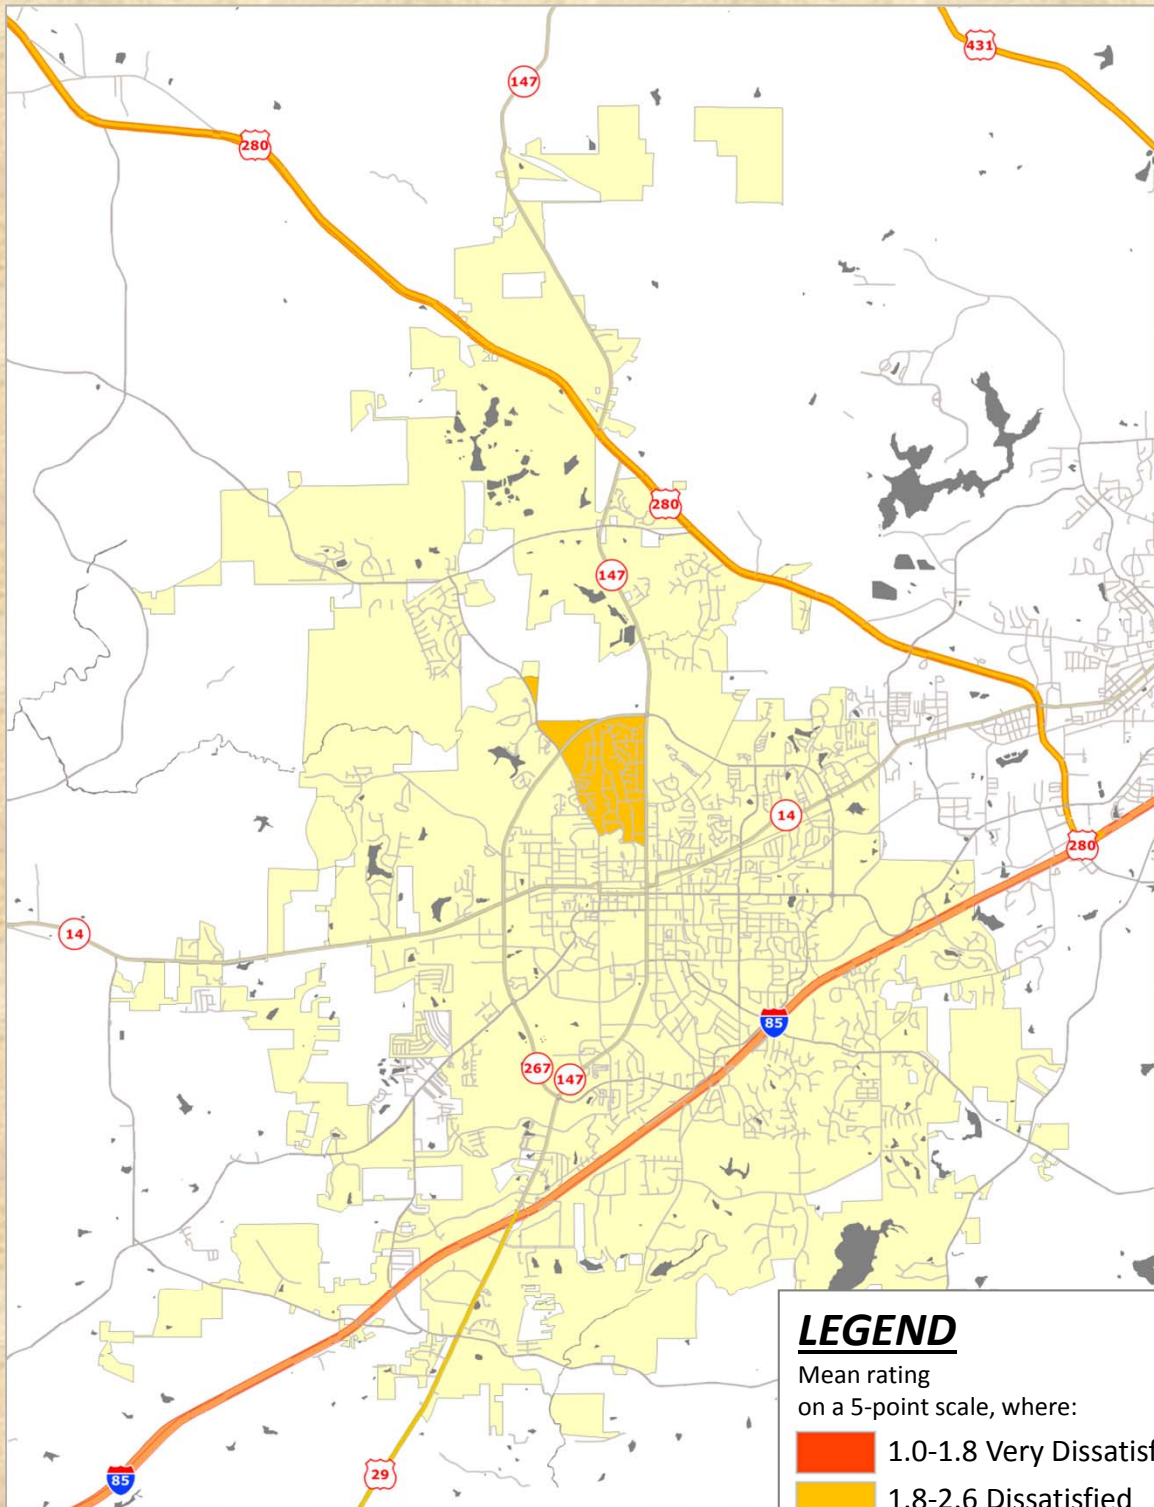 431
147
280
280
147
14
280
14
85
267
147
85
29
LEGEND
Mean rating
on a 5-point scale, where:
1.0-1.8 Very Dissatisf
1.8-2.6 Dissatisfied